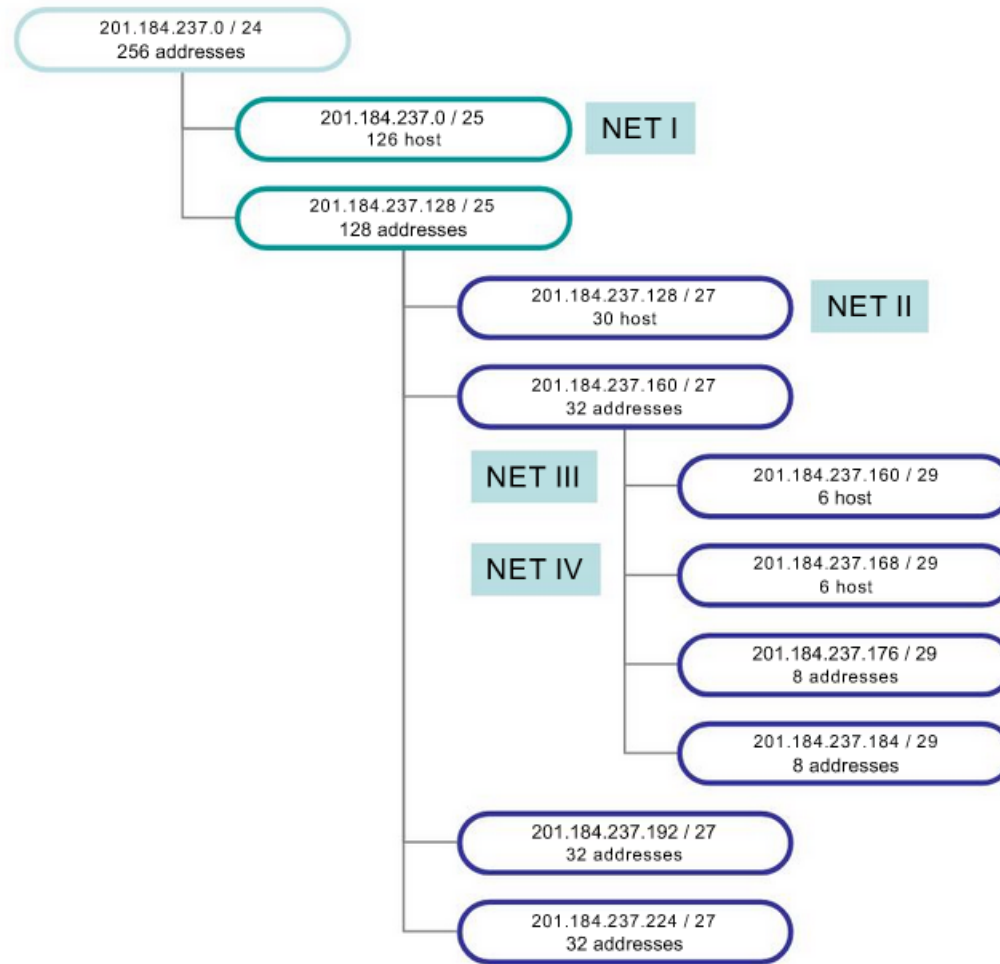 201.184.237.0 / 24
256 addresses
201.184.237.0 / 25
126 host
NET I
201.184.237.128 / 25
128 addresses
201.184.237.128 / 27
30 host
NET II
201.184.237.160 / 27
32 addresses
NET III
201.184.237.160 / 29
6 host
NET IV
201.184.237.168 / 29
6 host
201.184.237.176 / 29
8 addresses
201.184.237.184 / 29
8 addresses
201.184.237.192 / 27
32 addresses
201.184.237.224 / 27
32 addresses